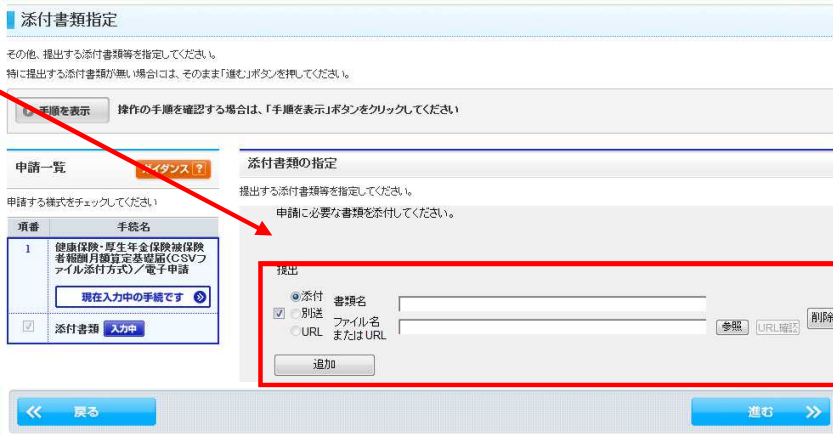 添付書類指定
その他、提出する添付書類等を指定してください。
特に提出する添付書類が無い場合には、そのまま「進む」ボタンを押してください。
手順を表示 操作の手順を確認する場合は、「手順を表示」ボタンをクリックしてください
申請一覧 ガイダンス ?
申請する様式をチェックしてください
項番 手続名
1 健康保険・厚生年金保険被保険
者報酬月額算定基礎届(CSVフ
ァイル添付方式)/電子申請
現在入力中の手続です
添付書類 入力中
添付書類の指定
提出する添付書類等を指定してください。
申請に必要な書類を添付してください。
提出
添付
別送
URL
書類名
ファイル名
またはURL
参照 URL確認 削除
追加
戻る 進む